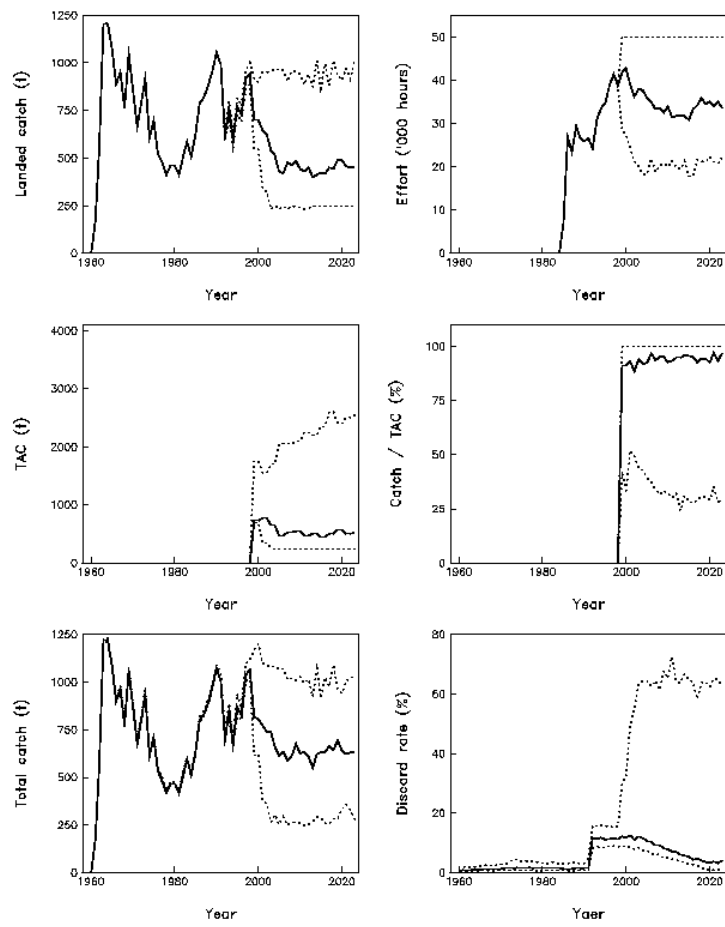 Landed catch (t)
1250
1000
750
500
250
0
1960 1980 2000 2020
Year
Effort ('000 hours)
50
40
30
20
10
0
1960 1980 2000 2020
Year
TAC (t)
4000
3000
2000
1000
0
1960 1980 2000 2020
Year
Catch / TAC (%)
100
75
50
25
0
1960 1980 2000 2020
Year
Total catch (t)
1250
1000
750
500
250
0
1960 1980 2000 2020
Year
Discard rate (%)
80
60
40
20
0
1960 1980 2000 2020
Yaer